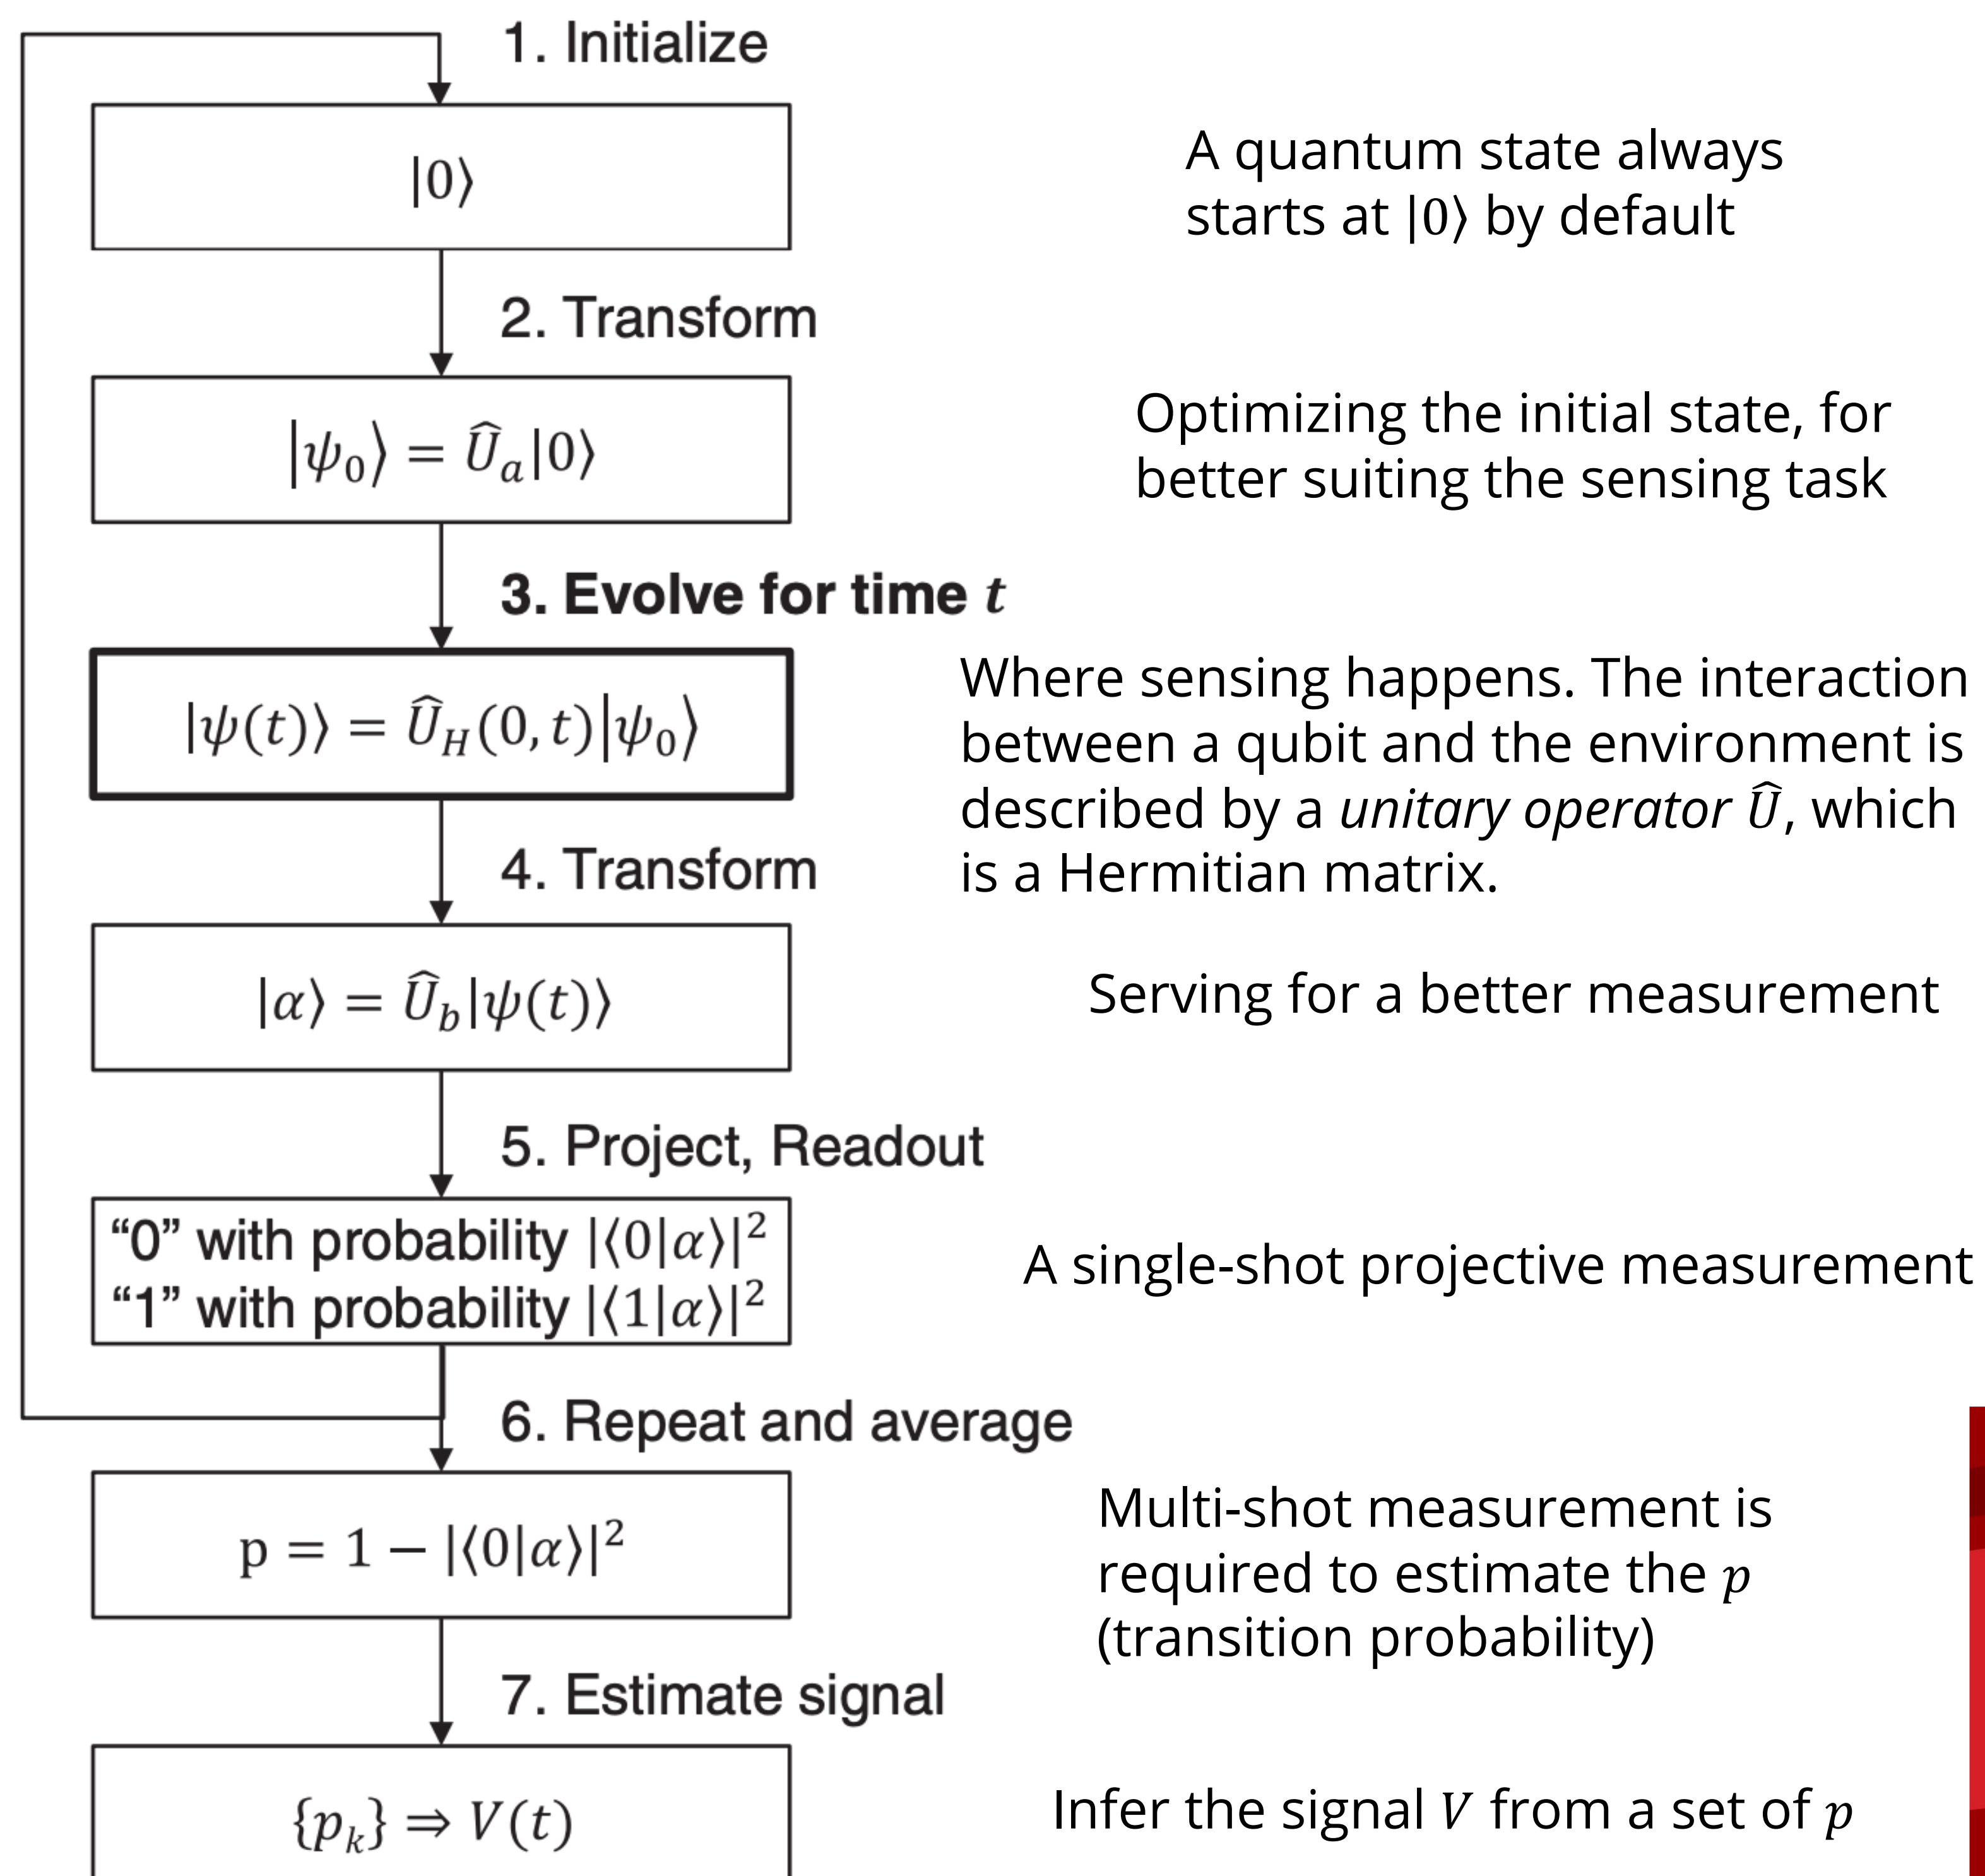 1. Initialize
|0⟩
A quantum state always
starts at |0⟩ by default
2. Transform
|ψ₀⟩ = Û_a|0⟩
Optimizing the initial state, for
better suiting the sensing task
3. Evolve for time t
|ψ(t)⟩ = Û_H(0, t)|ψ₀⟩
Where sensing happens. The interaction
between a qubit and the environment is
described by a unitary operator Û, which
is a Hermitian matrix.
4. Transform
|α⟩ = Û_b|ψ(t)⟩
Serving for a better measurement
5. Project, Readout
“0” with probability |⟨0|α⟩|²
“1” with probability |⟨1|α⟩|²
A single-shot projective measurement
6. Repeat and average
p = 1 − |⟨0|α⟩|²
Multi-shot measurement is
required to estimate the p
(transition probability)
7. Estimate signal
{p_k} ⇒ V(t)
Infer the signal V from a set of p